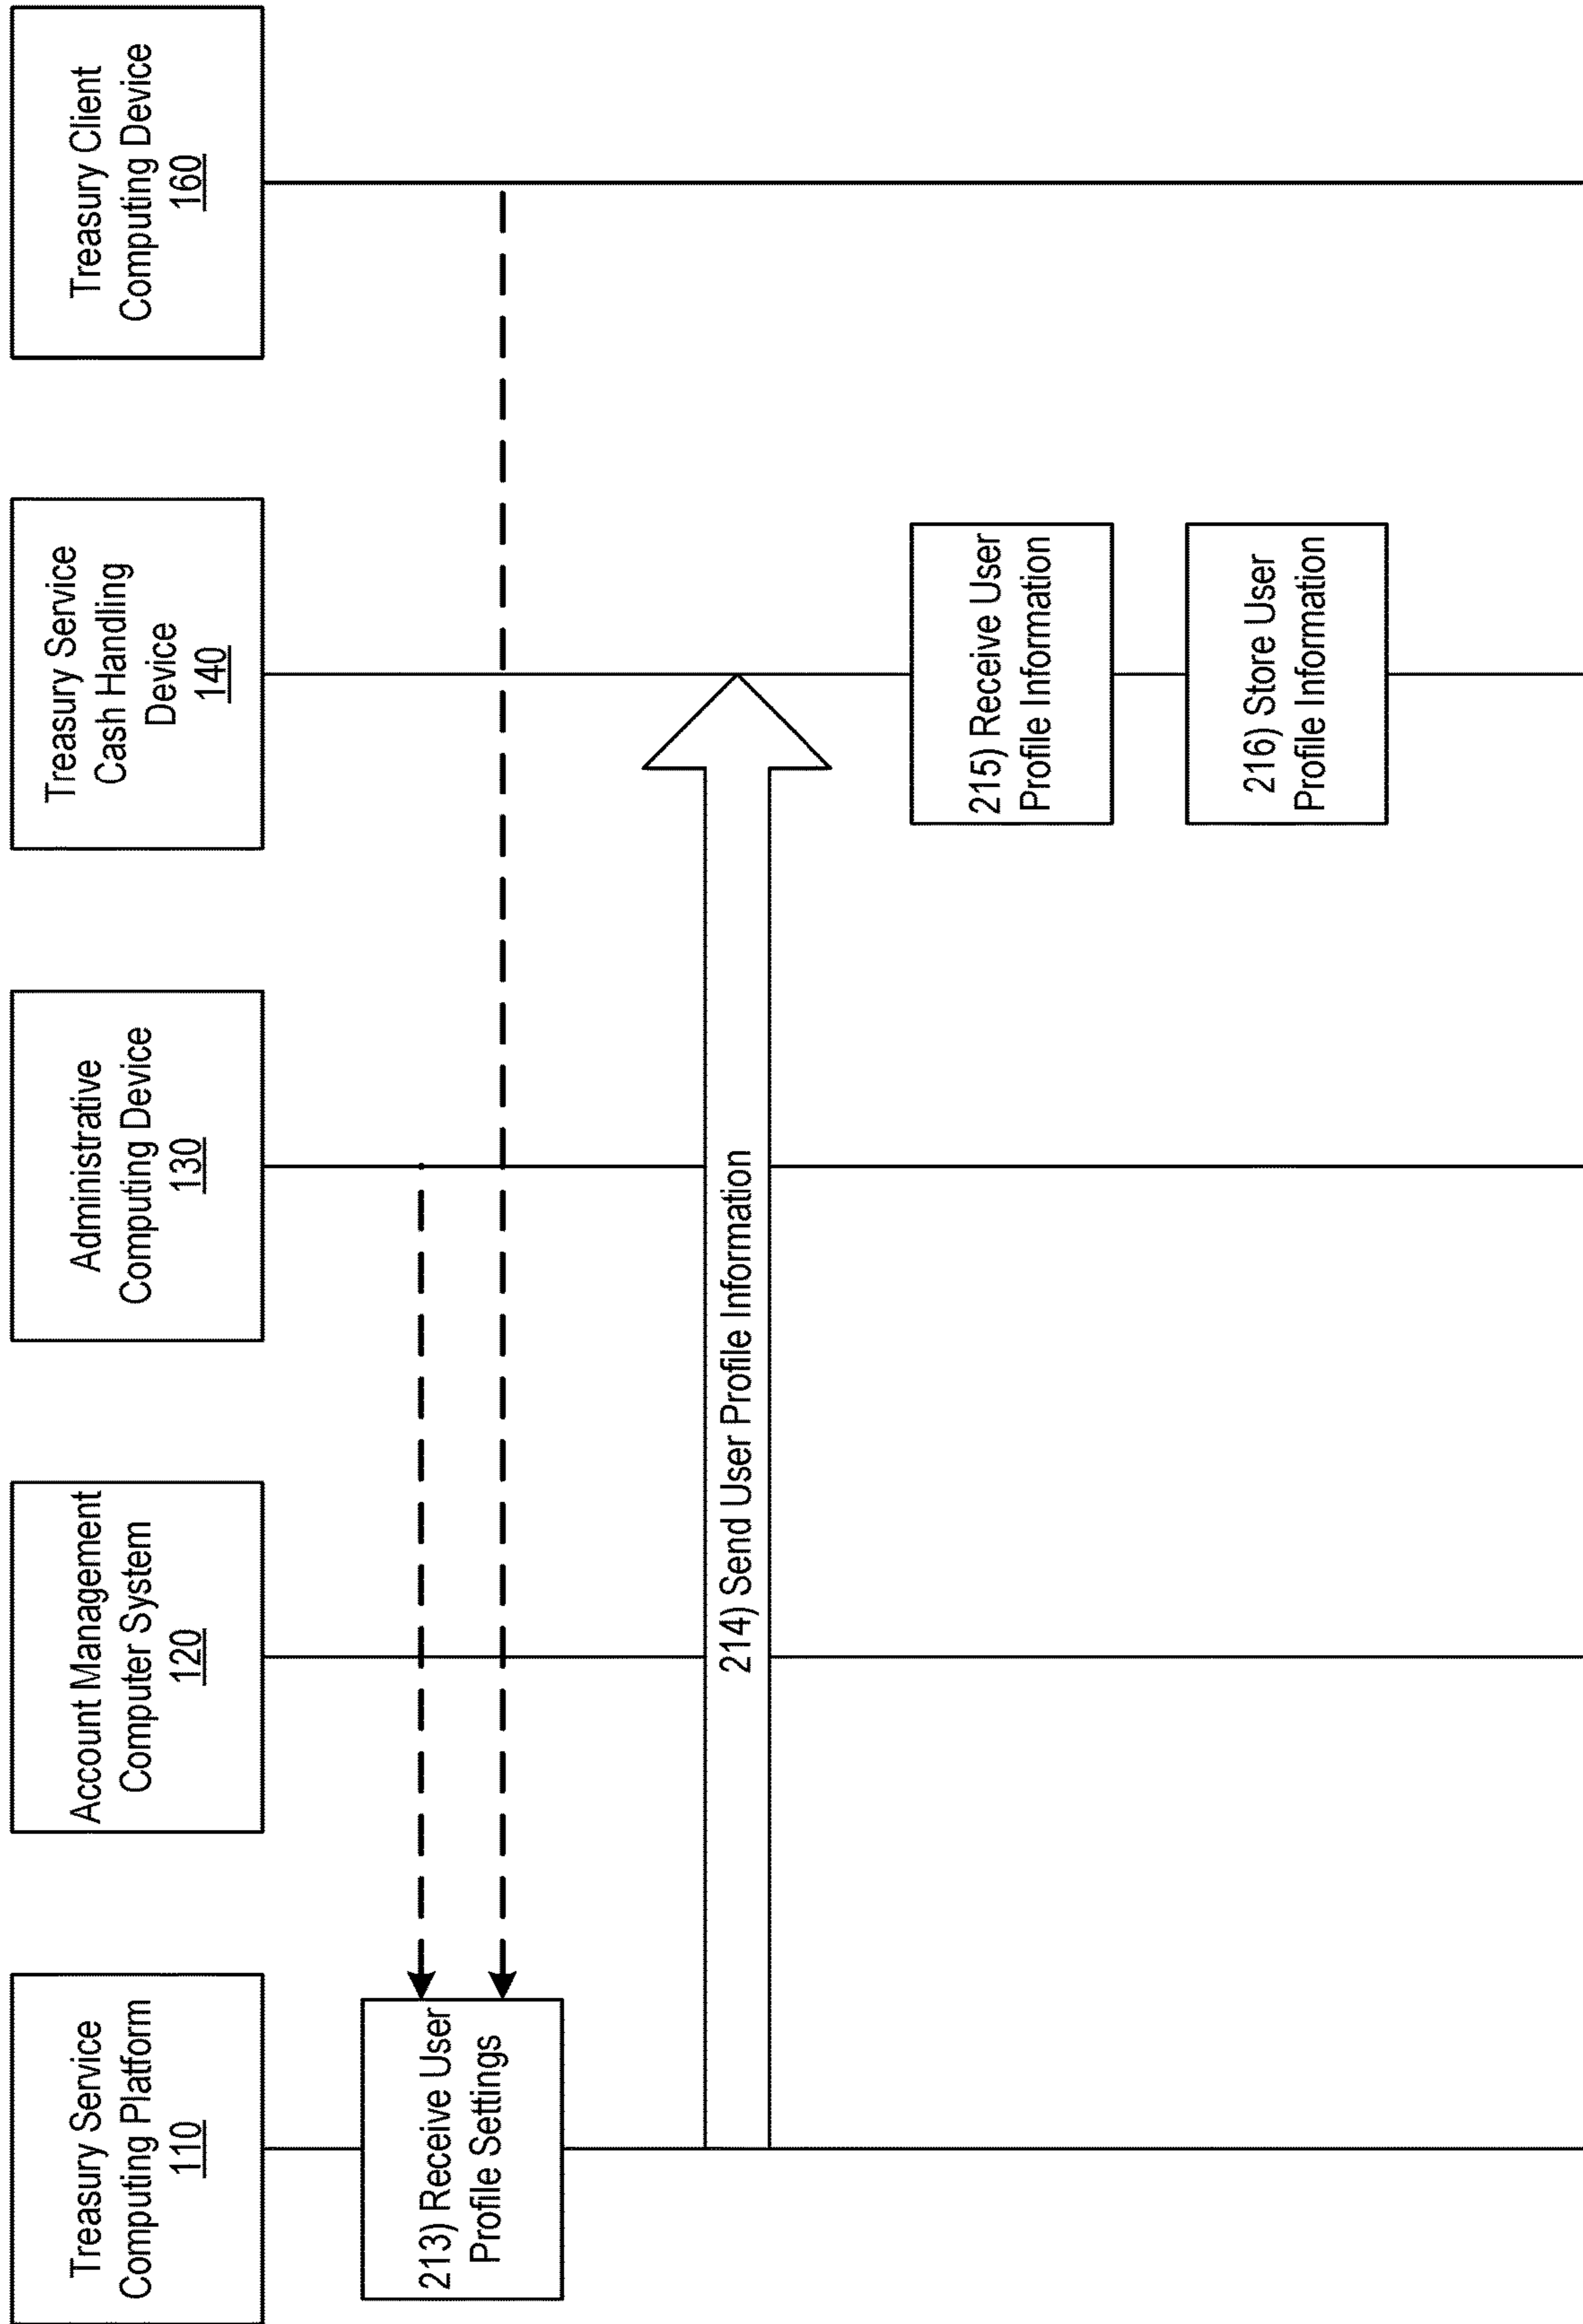 Treasury Service
Computing Platform
110
Account Management
Computer System
120
Administrative
Computing Device
130
Treasury Service
Cash Handling
Device
140
Treasury Client
Computing Device
160
213) Receive User
Profile Settings
214) Send User Profile Information
215) Receive User
Profile Information
216) Store User
Profile Information